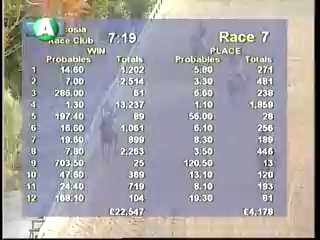 A
cosia
Race Club 7:19 Race 7
WIN PLACE
Probables Totals Probables Totals
1 14.60 1,202 5.80 271
2 7.00 2,514 3.30 481
3 286.00 61 6.60 238
4 1.30 13,237 1.10 1,859
5 197.40 89 56.00 28
6 16.60 1,061 6.10 256
7 19.60 899 8.30 189
8 7.80 2,263 3.50 446
9 703.50 25 120.50 13
10 47.60 369 13.10 120
11 24.40 719 8.10 193
12 168.10 104 19.30 81
£22,547 £4,178